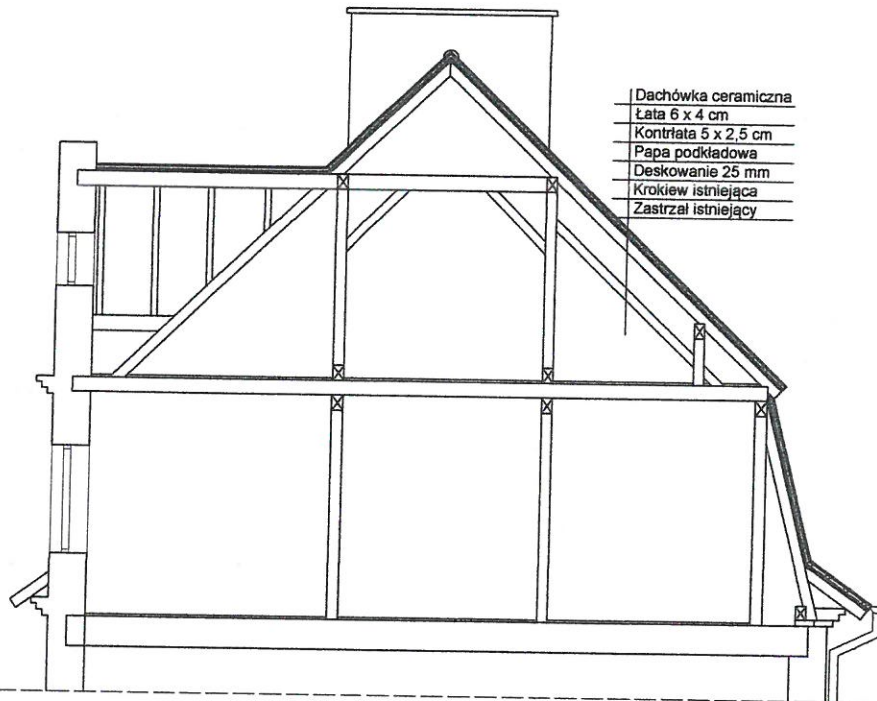 Dachówka ceramiczna
Łata 6 x 4 cm
Kontrłata 5 x 2,5 cm
Papa podkładowa
Deskowanie 25 mm
Krokiew istniejąca
Zastrzał istniejący